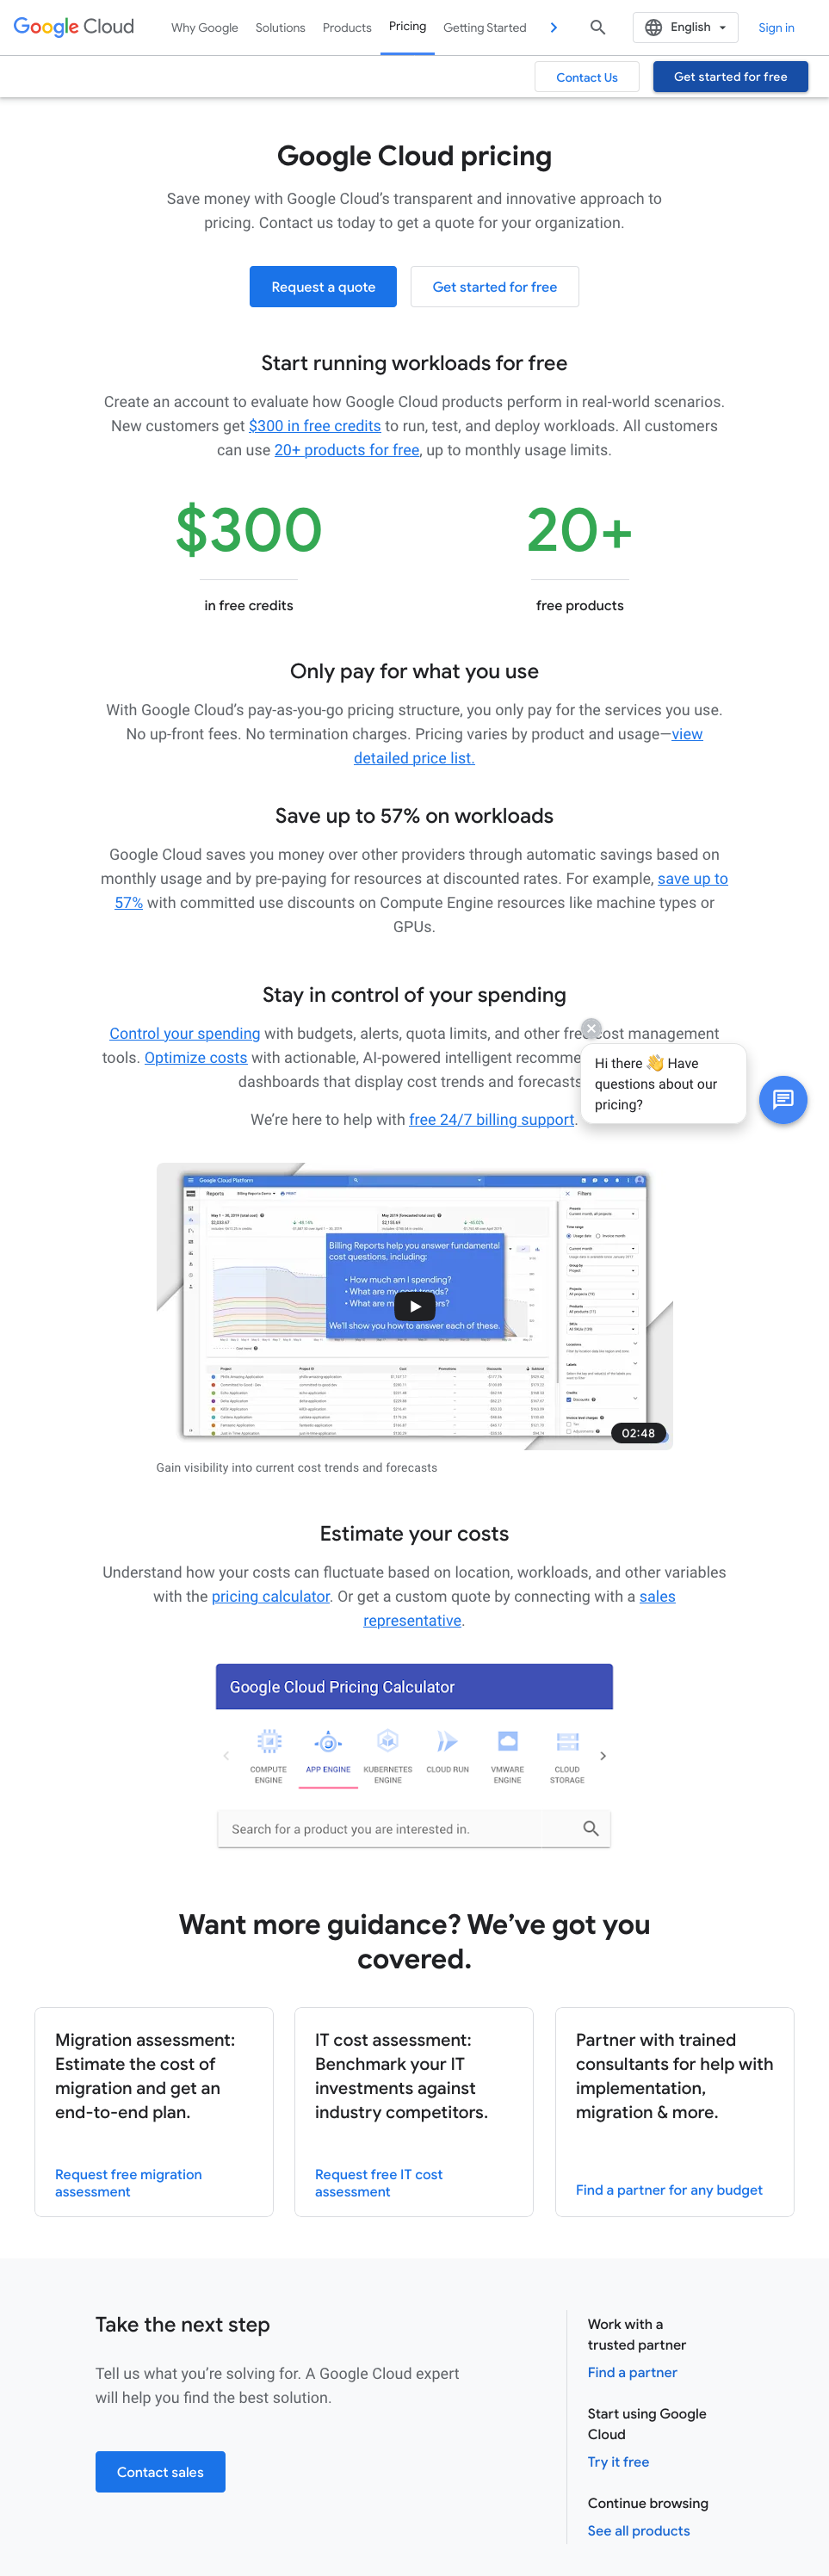 Google Cloud
Why Google
Solutions
Products
Pricing
Getting Started
English
Sign in
Contact Us
Get started for free
Google Cloud pricing
Save money with Google Cloud’s transparent and innovative approach to
pricing. Contact us today to get a quote for your organization.
Request a quote
Get started for free
Start running workloads for free
Create an account to evaluate how Google Cloud products perform in real-world scenarios.
New customers get $300 in free credits to run, test, and deploy workloads. All customers
can use 20+ products for free, up to monthly usage limits.
$300
in free credits
20+
free products
Only pay for what you use
With Google Cloud’s pay-as-you-go pricing structure, you only pay for the services you use.
No up-front fees. No termination charges. Pricing varies by product and usage—view
detailed price list.
Save up to 57% on workloads
Google Cloud saves you money over other providers through automatic savings based on
monthly usage and by pre-paying for resources at discounted rates. For example, save up to
57% with committed use discounts on Compute Engine resources like machine types or
GPUs.
Stay in control of your spending
Control your spending with budgets, alerts, quota limits, and other free cost management
tools. Optimize costs with actionable, AI-powered intelligent
dashboards that display cost trends and forecasts
We’re here to help with free 24/7 billing support.
Hi there 👋 Have
questions about our
pricing?
Google Cloud Platform
Reports
Billing Reports Demo
PRINT
Filters
Billing Reports help you answer fundamental
cost questions, including:
• How much am I spending?
• What are my cost trends?
• What are my
We'll show you how to answer each of these.
02:48
Gain visibility into current cost trends and forecasts
Estimate your costs
Understand how your costs can fluctuate based on location, workloads, and other variables
with the pricing calculator. Or get a custom quote by connecting with a sales
representative.
Google Cloud Pricing Calculator
COMPUTE
ENGINE
APP ENGINE
KUBERNETES
ENGINE
CLOUD RUN
VMWARE
ENGINE
CLOUD
STORAGE
Search for a product you are interested in.
Want more guidance? We’ve got you
covered.
Migration assessment:
Estimate the cost of
migration and get an
end-to-end plan.
Request free migration
assessment
IT cost assessment:
Benchmark your IT
investments against
industry competitors.
Request free IT cost
assessment
Partner with trained
consultants for help with
implementation,
migration & more.
Find a partner for any budget
Take the next step
Tell us what you’re solving for. A Google Cloud expert
will help you find the best solution.
Contact sales
Work with a
trusted partner
Find a partner
Start using Google
Cloud
Try it free
Continue browsing
See all products